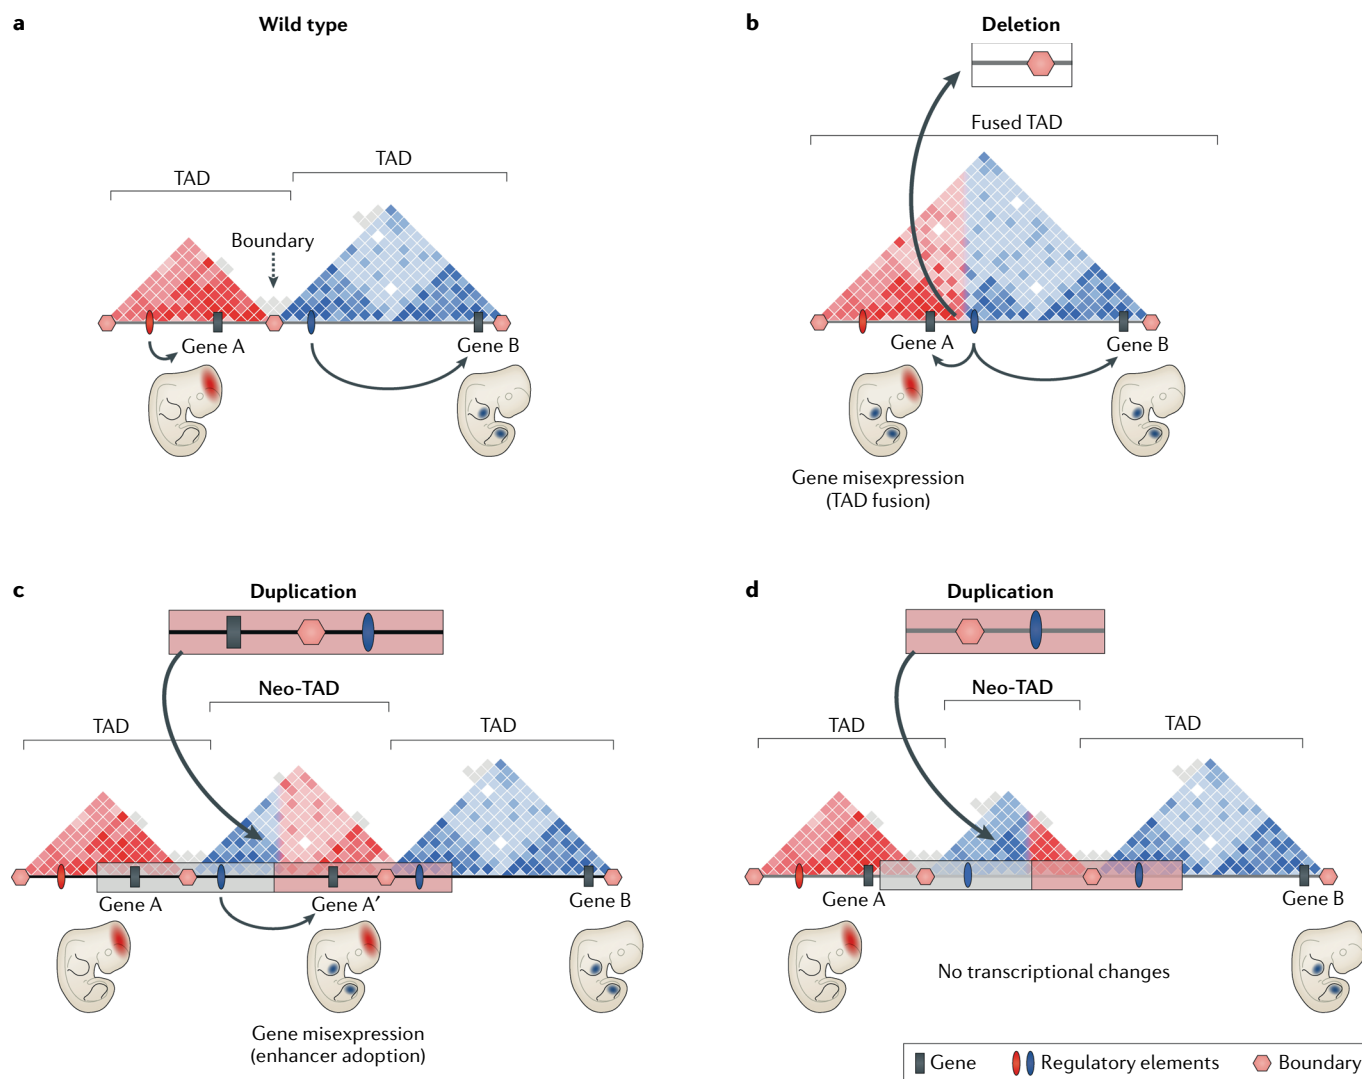 a
Wild type
TAD
TAD
Boundary
Gene A
Gene B
b
Deletion
Fused TAD
Gene A
Gene B
Gene misexpression
(TAD fusion)
c
Duplication
Neo-TAD
TAD
TAD
Gene A
Gene A′
Gene B
Gene misexpression
(enhancer adoption)
d
Duplication
Neo-TAD
TAD
TAD
Gene A
Gene B
No transcriptional changes
Gene
Regulatory elements
Boundary